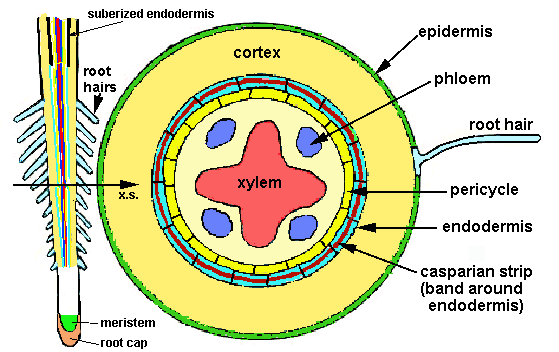 suberized endodermis
root
hairs
x.s.
meristem
root cap
cortex
xylem
epidermis
phloem
root hair
pericycle
endodermis
casparian strip
(band around
endodermis)